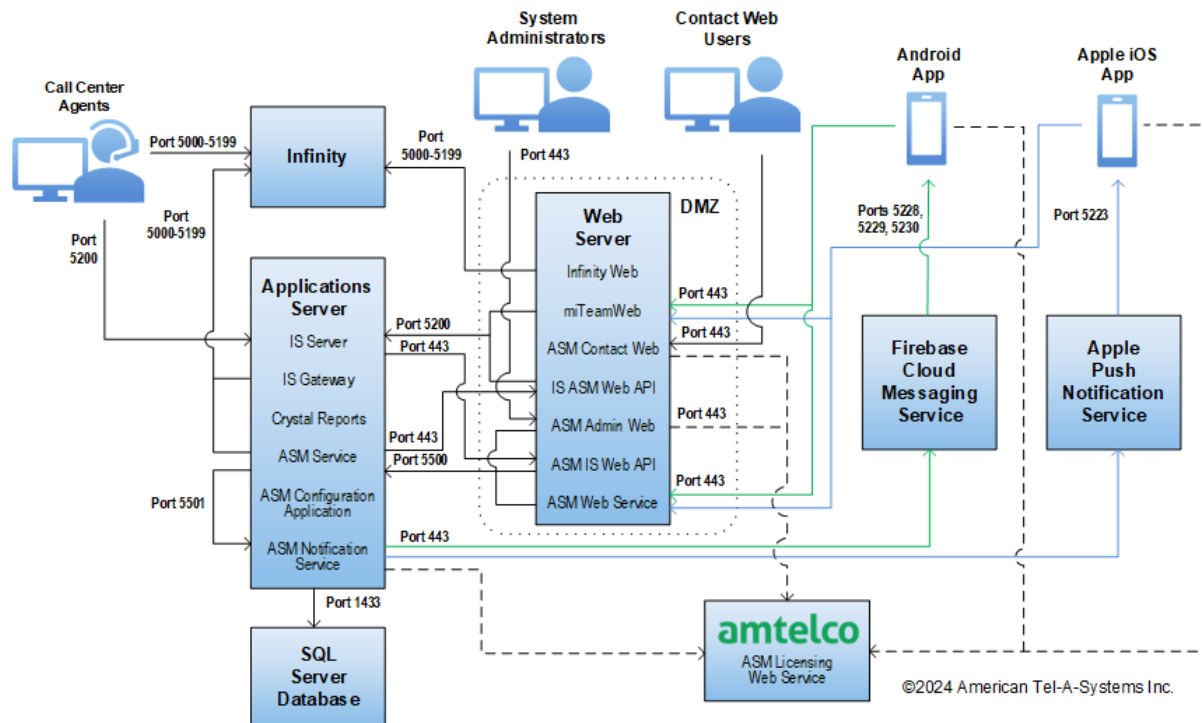 System
Administrators
Contact Web
Users
Android
App
Apple iOS
App
Call Center
Agents
Port 5000-5199
Infinity
Port
5000-5199
Port 443
Port
5000-5199
Port
5200
DMZ
Web
Server
Infinity Web
miTeamWeb
ASM Contact Web
IS ASM Web API
ASM Admin Web
ASM IS Web API
ASM Web Service
Ports 5228,
5229, 5230
Port 5223
Applications
Server
IS Server
IS Gateway
Crystal Reports
ASM Service
ASM Configuration
Application
ASM Notification
Service
Port 5200
Port 443
Port 443
Port 5500
Port 443
Port 443
Port 443
Port 443
Firebase
Cloud
Messaging
Service
Apple
Push
Notification
Service
Port 5501
Port 443
Port 1433
SQL
Server
Database
amtelco
ASM Licensing
Web Service
©2024 American Tel-A-Systems Inc.